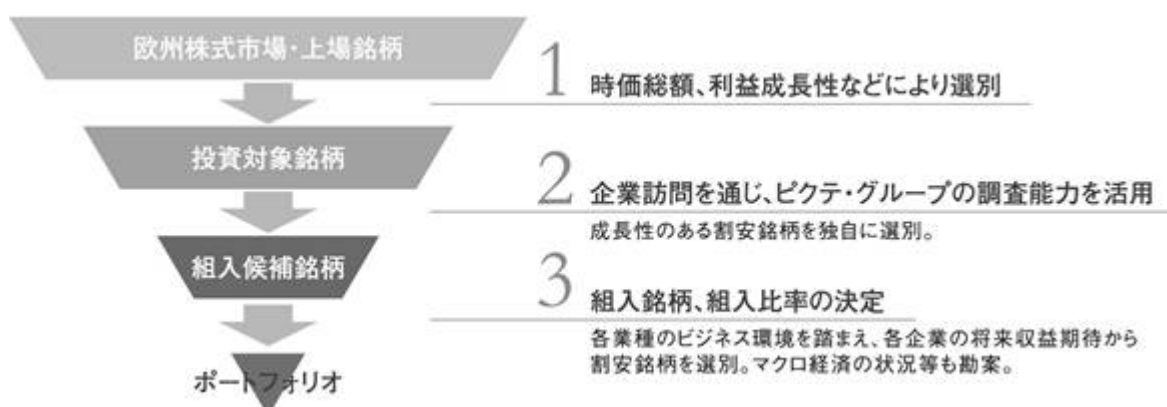 欧州株式市場・上場銘柄
1
時価総額、利益成長性などにより選別
投資対象銘柄
2
企業訪問を通じ、ピクテ・グループの調査能力を活用
成長性のある割安銘柄を独自に選別。
組入候補銘柄
3
組入銘柄、組入比率の決定
各業種のビジネス環境を踏まえ、各企業の将来収益期待から
割安銘柄を選別。マクロ経済の状況等も勘案。
ポートフォリオ